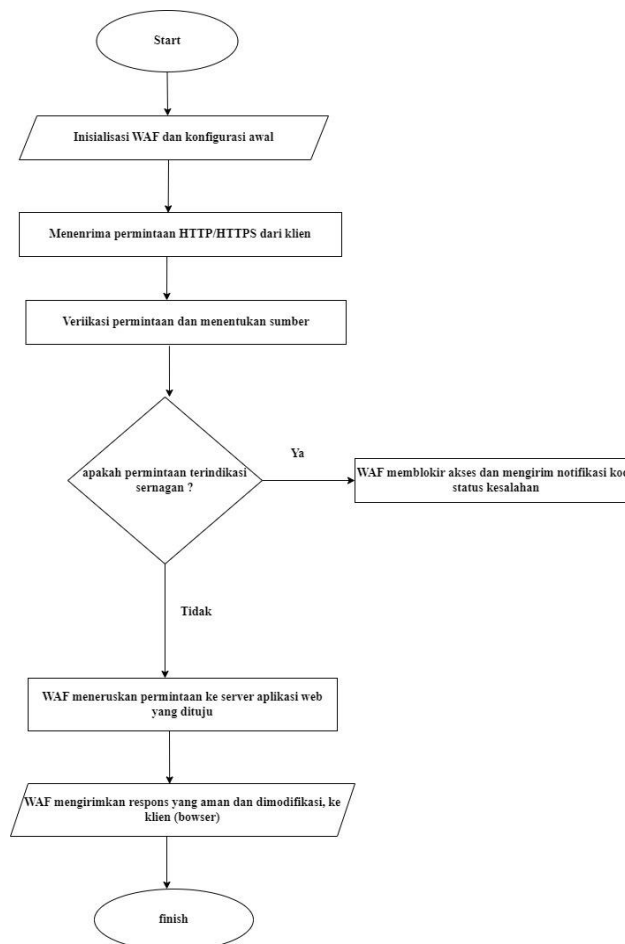 Start
Inisialisasi WAF dan konfigurasi awal
Menenrima permintaan HTTP/HTTPS dari klien
Veriikasi permintaan dan menentukan sumber
apakah permintaan terindikasi
sernagan ?
Ya
WAF memblokir akses dan mengirim notifikasi
status kesalahan
Tidak
WAF meneruskan permintaan ke server aplikasi web
yang dituju
WAF mengirimkan respons yang aman dan dimodifikasi, ke
klien (bowser)
finish